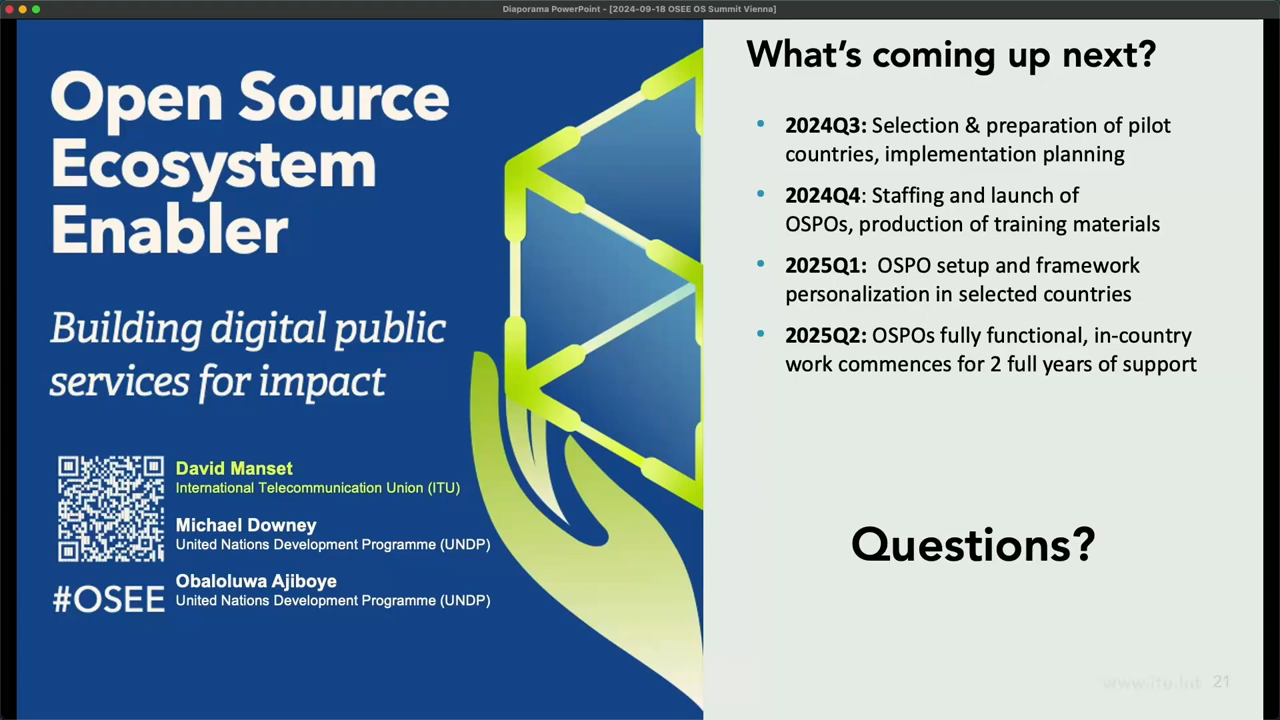 Diaporama PowerPoint - [2024-09-18 OSEE OS Summit Vienna]
Open Source
Ecosystem
Enabler
Building digital public
services for impact
David Manset
International Telecommunication Union (ITU)
Michael Downey
United Nations Development Programme (UNDP)
Obaloluwa Ajiboye
United Nations Development Programme (UNDP)
#OSEE
What's coming up next?
• 2024Q3: Selection & preparation of pilot
countries, implementation planning
• 2024Q4: Staffing and launch of
OSPOs, production of training materials
• 2025Q1: OSPO setup and framework
personalization in selected countries
• 2025Q2: OSPOs fully functional, in-country
work commences for 2 full years of support
Questions?
www.itu.int 21